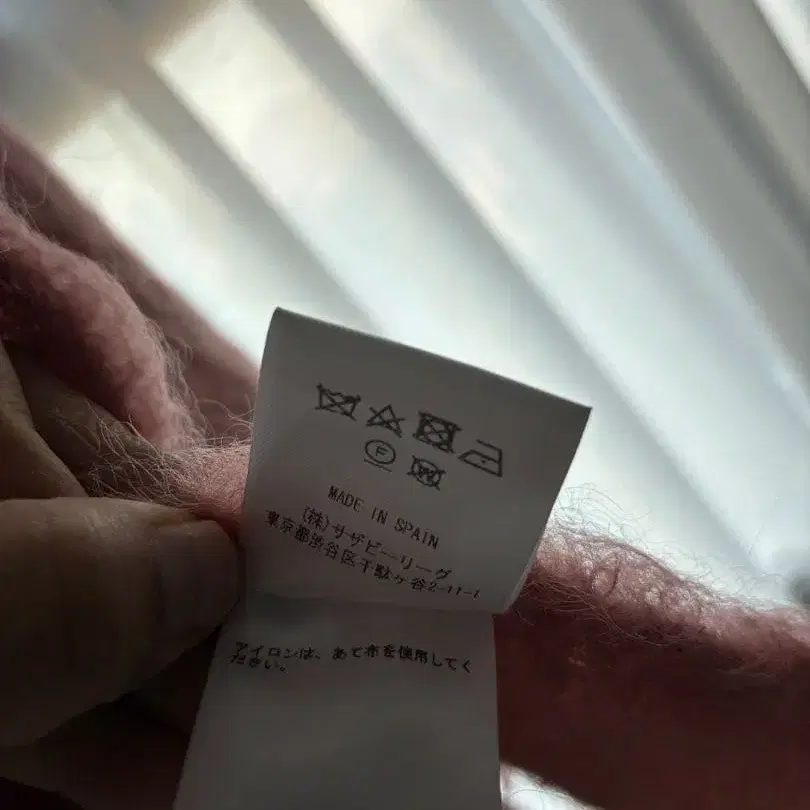 F
W
MADE IN SPAIN
(株)サザビーリーグ
東京都渋谷区千駄ケ谷2-11-1
アイロンは、あて布を使用してく
ださい。